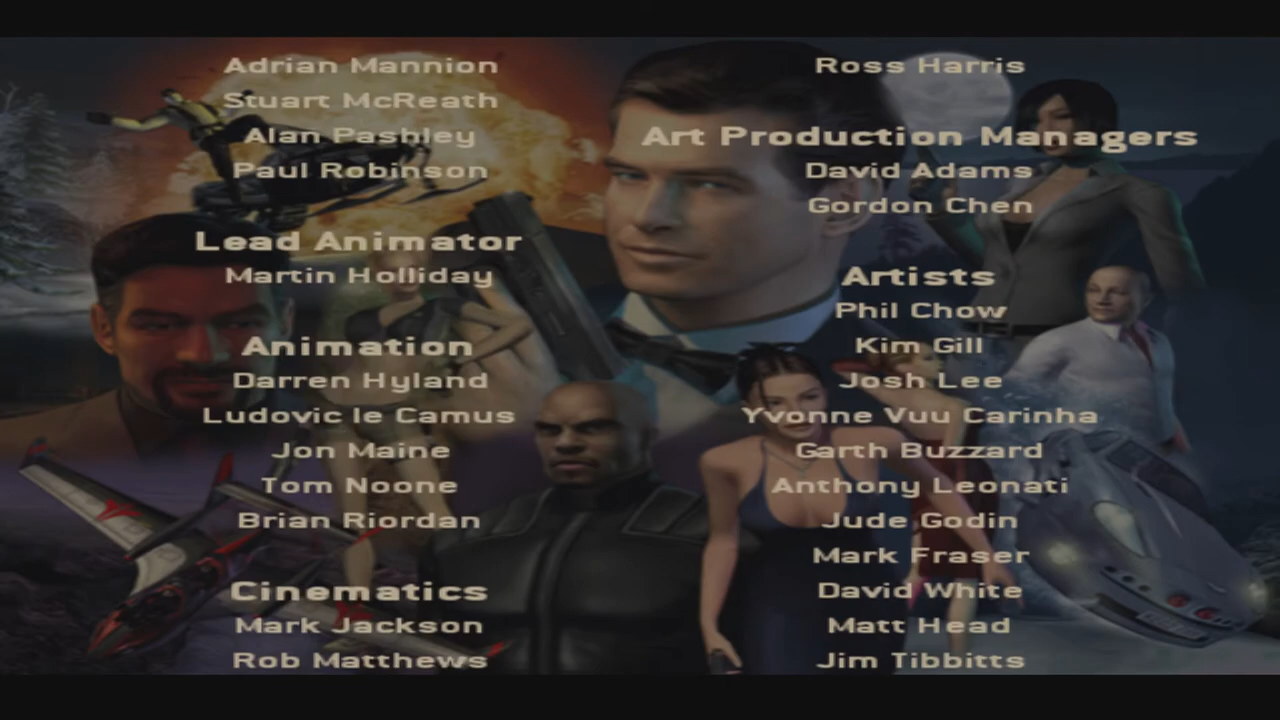 Adrian Mannion
Stuart McReath
Alan Pashley
Paul Robinson
Lead Animator
Martin Holliday
Animation
Darren Hyland
Ludovic le Camus
Jon Maine
Tom Noone
Brian Riordan
Cinematics
Mark Jackson
Rob Matthews
Ross Harris
Art Production Managers
David Adams
Gordon Chen
Artists
Phil Chow
Kim Gill
Josh Lee
Yvonne Vuu Carinha
Garth Buzzard
Anthony Leonati
Jude Godin
Mark Fraser
David White
Matt Head
Jim Tibbitts